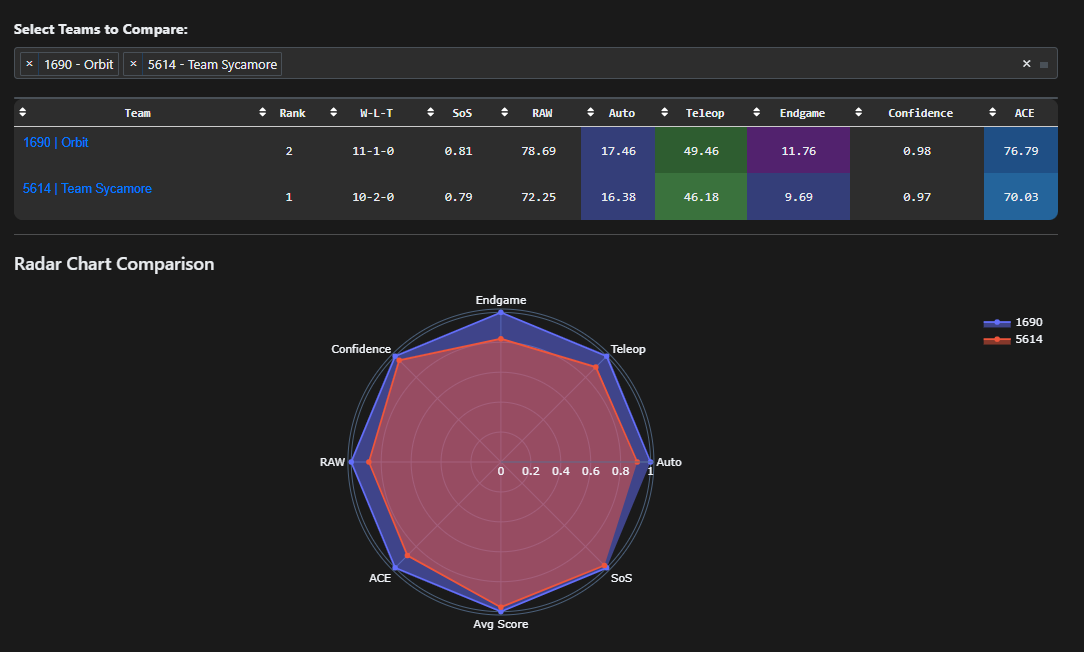 Select Teams to Compare:
× 1690 - Orbit × 5614 - Team Sycamore ×
Team Rank W-L-T SoS RAW Auto Teleop Endgame Confidence ACE
1690 | Orbit 2 11-1-0 0.81 78.69 17.46 49.46 11.76 0.98 76.79
5614 | Team Sycamore 1 10-2-0 0.79 72.25 16.38 46.18 9.69 0.97 70.03
Radar Chart Comparison
Endgame
1690
5614
Confidence Teleop
RAW 0 0.2 0.4 0.6 0.8 1 Auto
ACE SoS
Avg Score